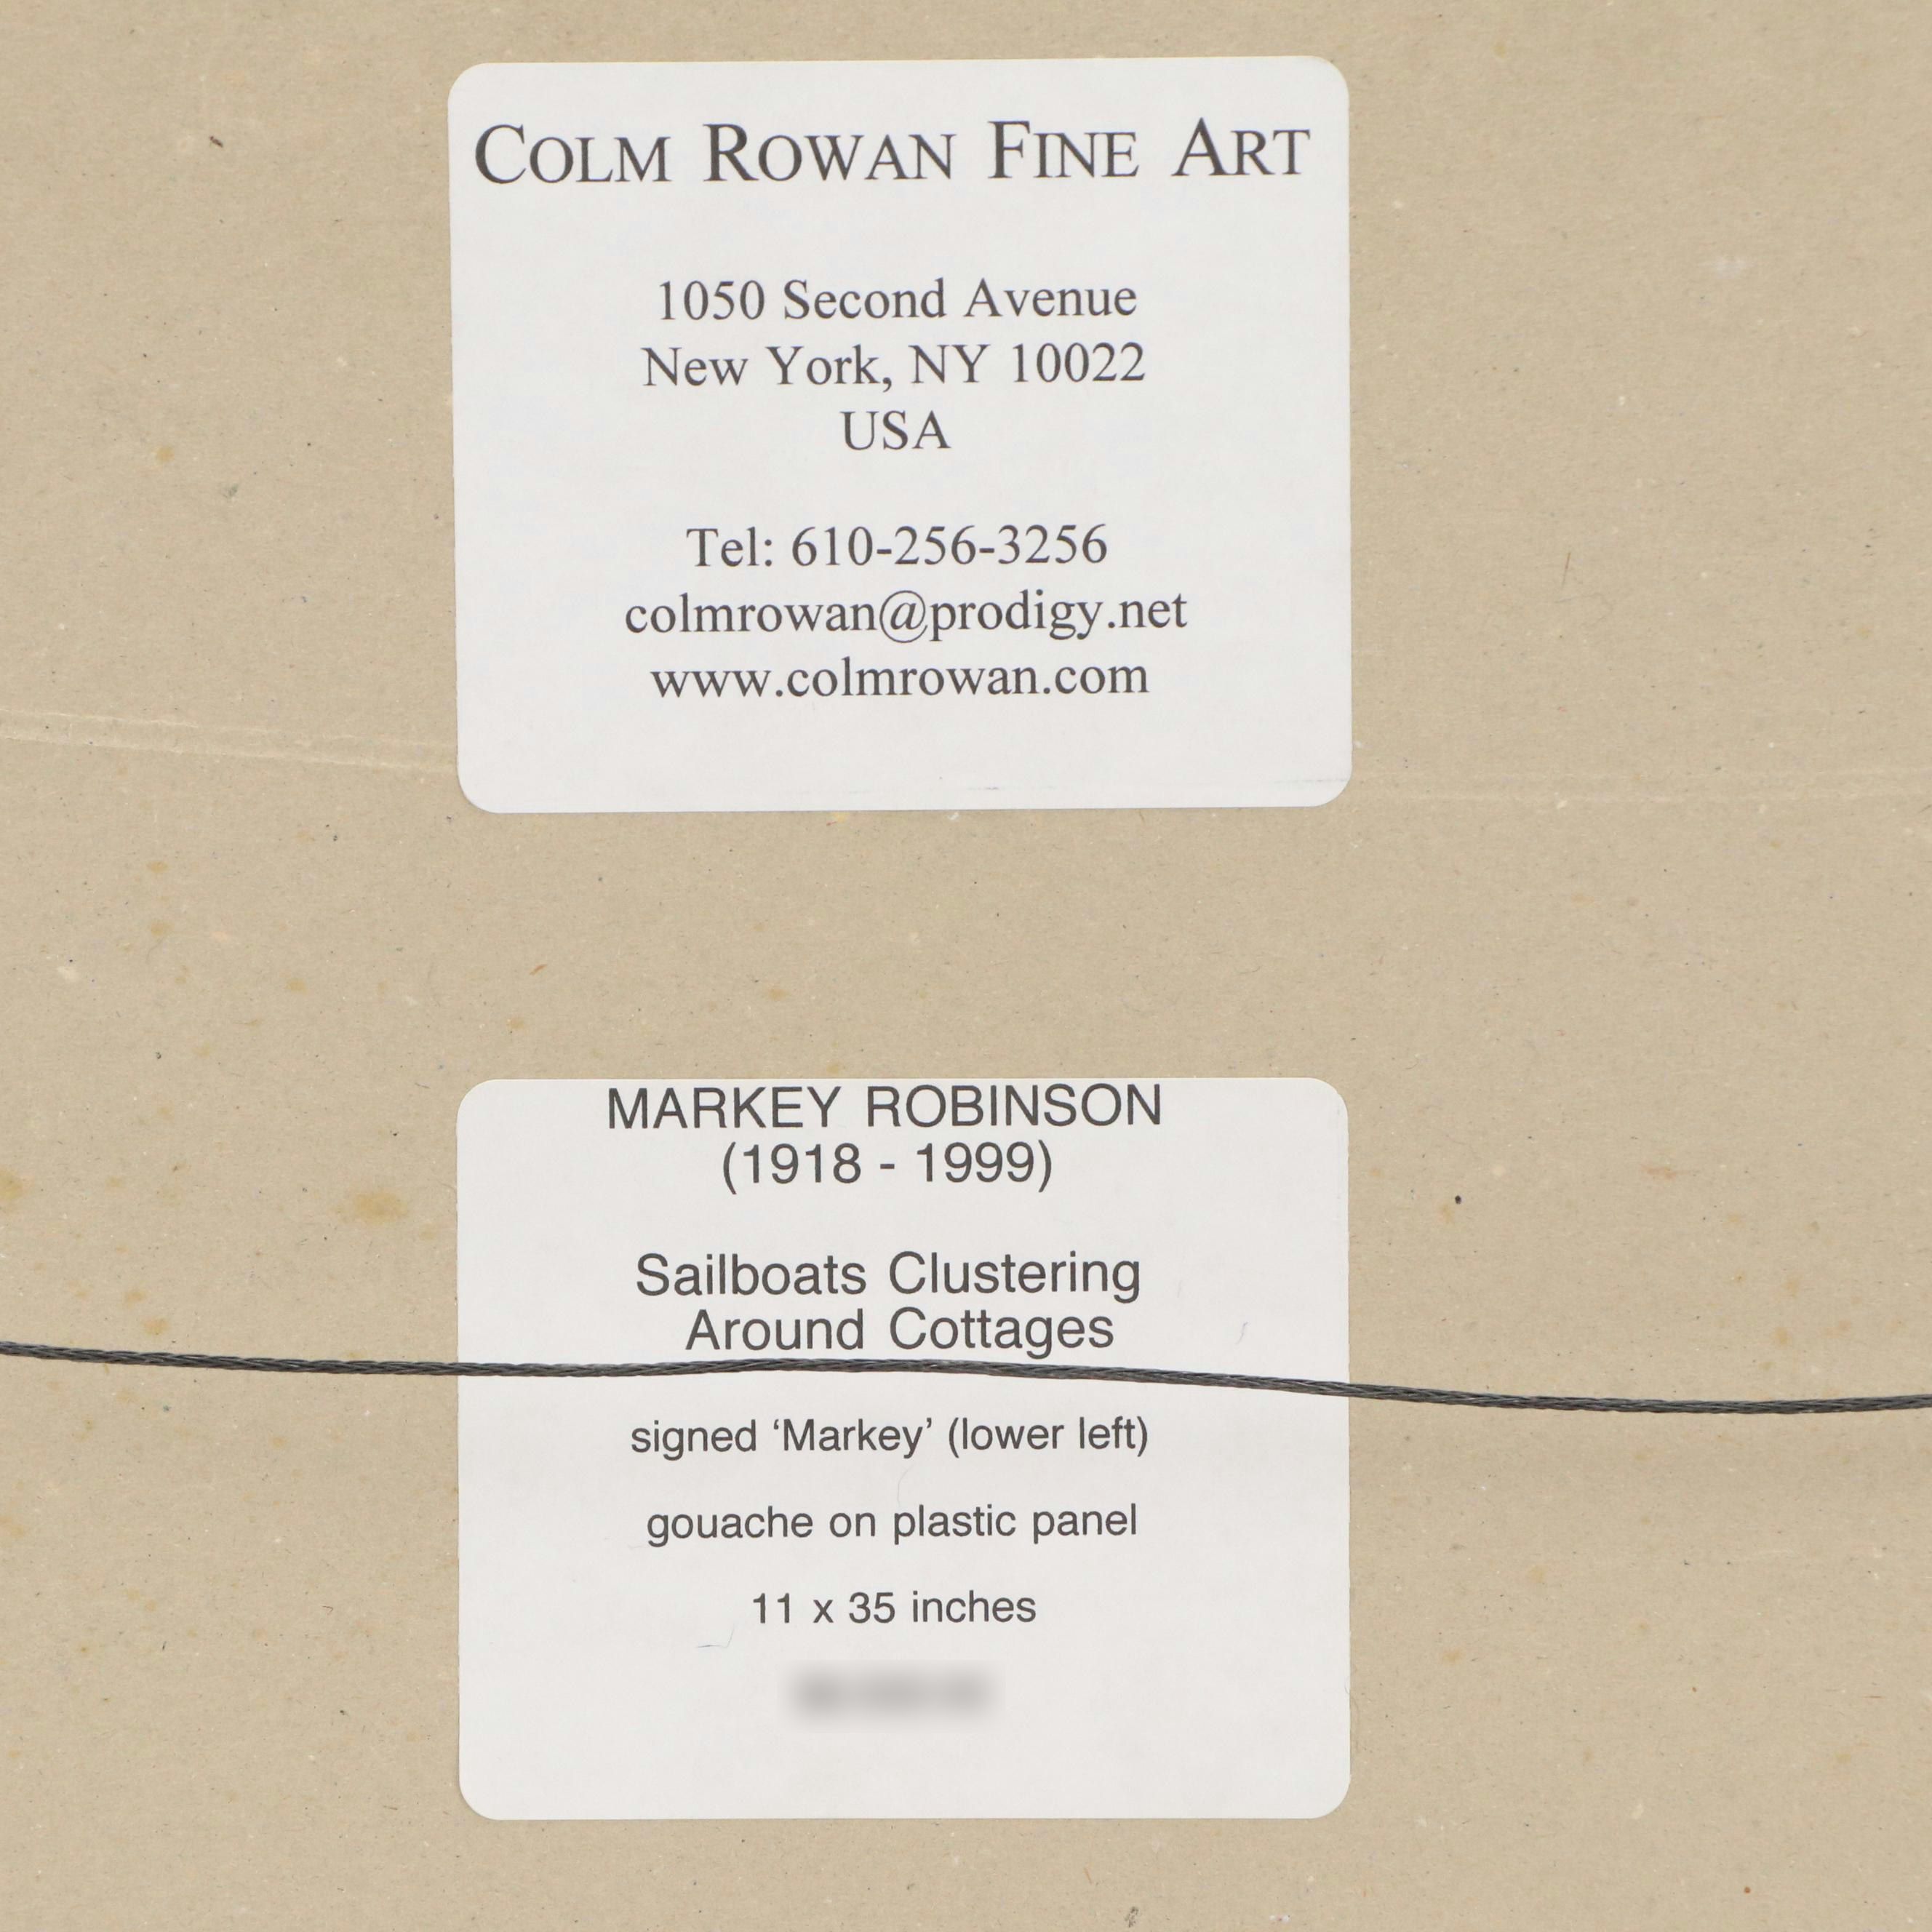 COLM ROWAN FINE ART
1050 Second Avenue
New York, NY 10022
USA
Tel: 610-256-3256
colmrowan@prodigy.net
www.colmrowan.com
MARKEY ROBINSON
(1918 - 1999)
Sailboats Clustering
Around Cottages
signed ‘Markey’ (lower left)
gouache on plastic panel
11 x 35 inches